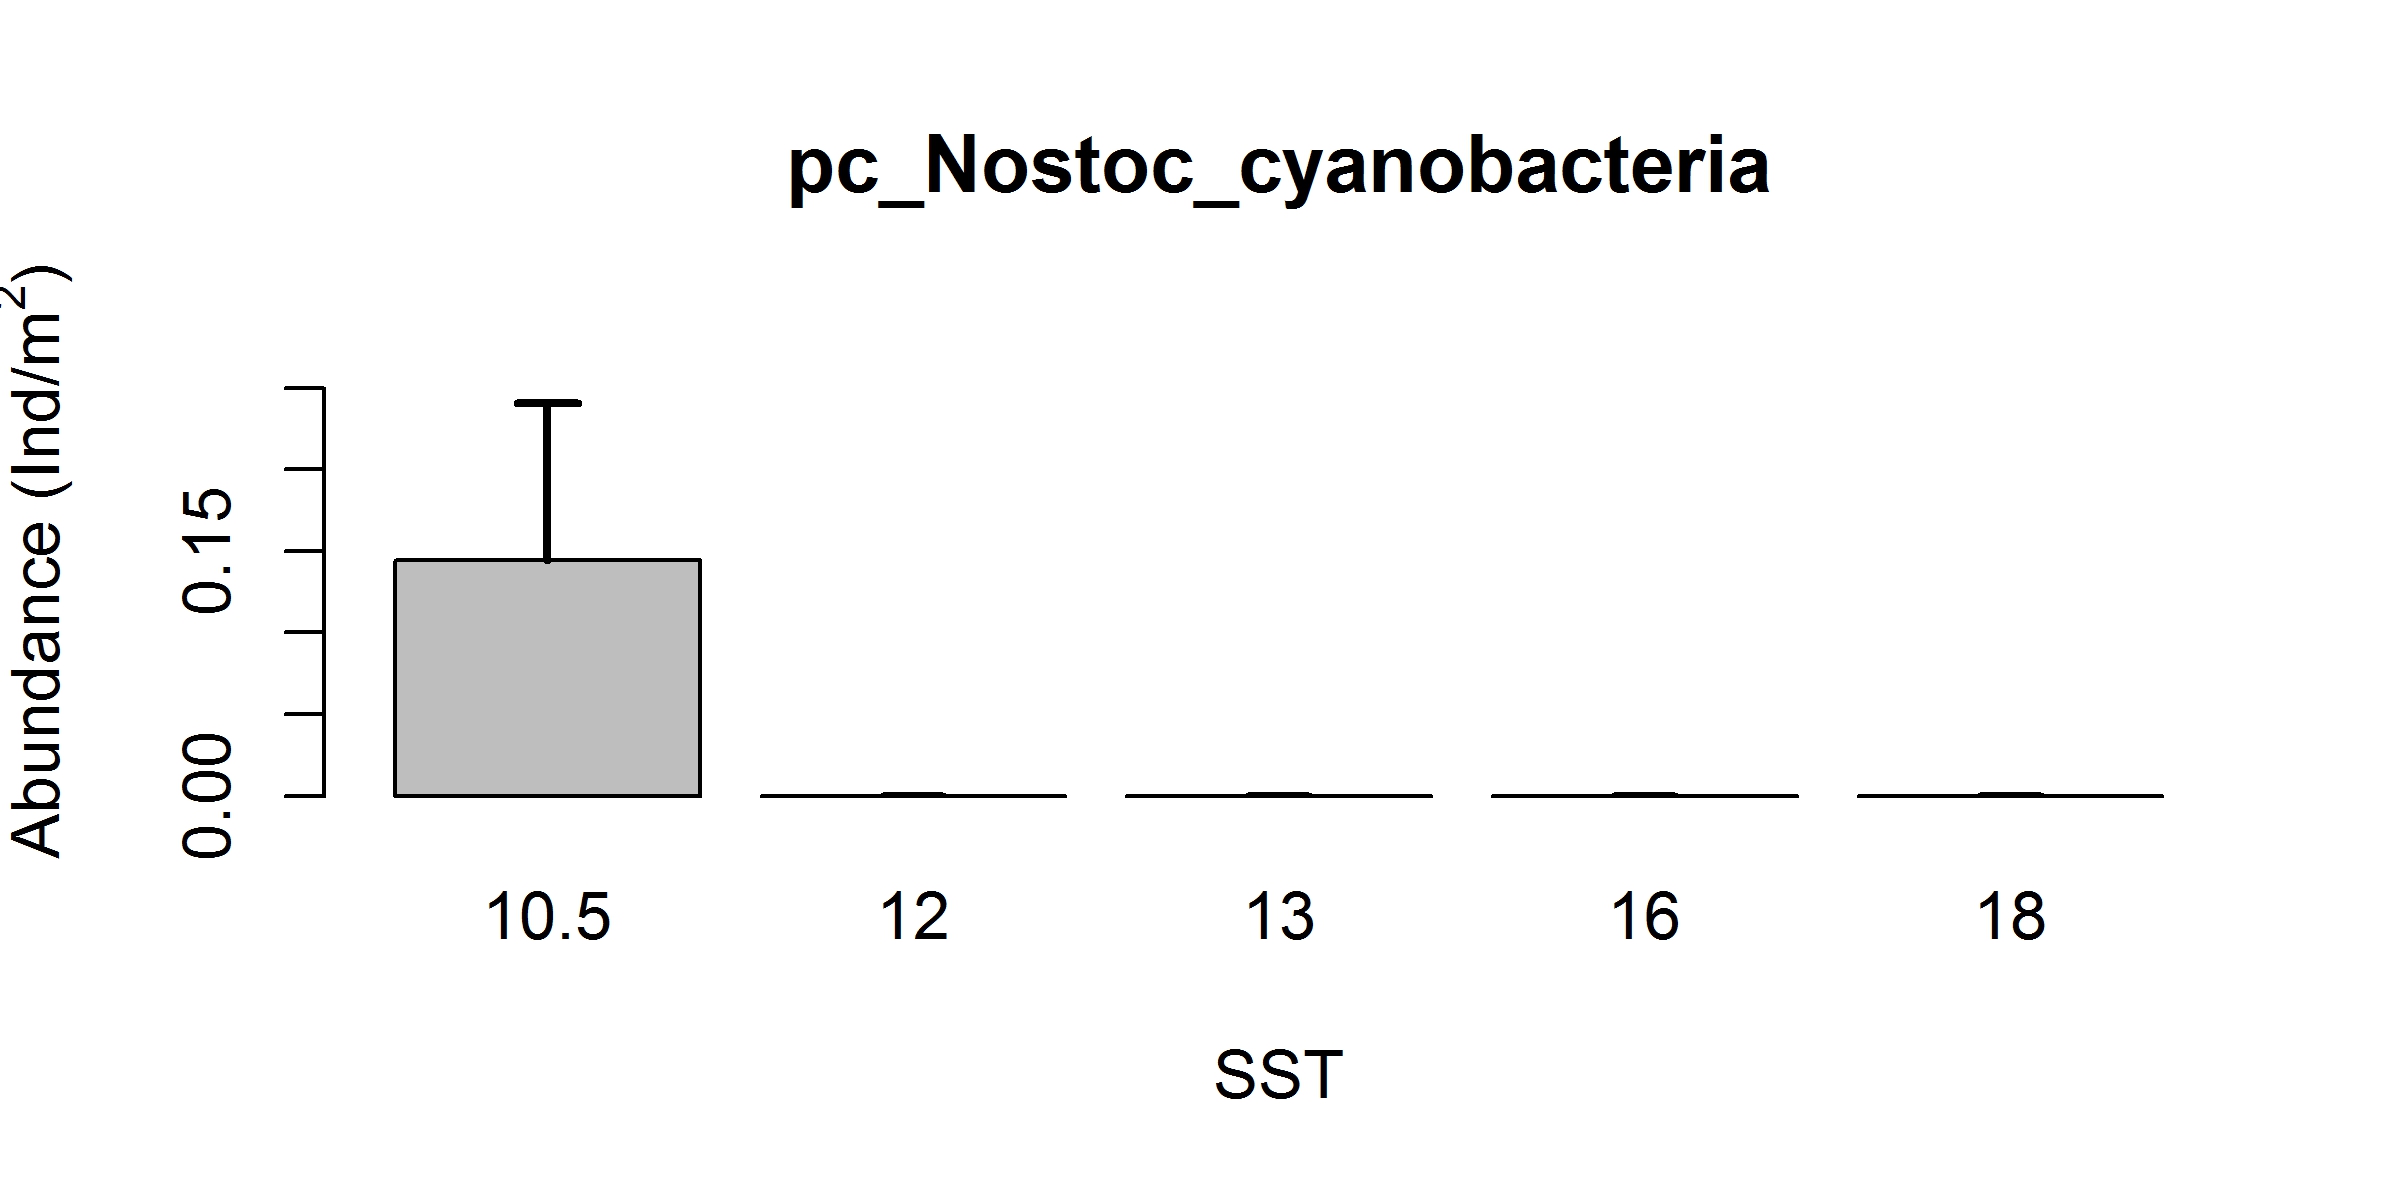 pc_Nostoc_cyanobacteria
Abundance (Ind/m²)
0.15
0.00
10.5 12 13 16 18
SST